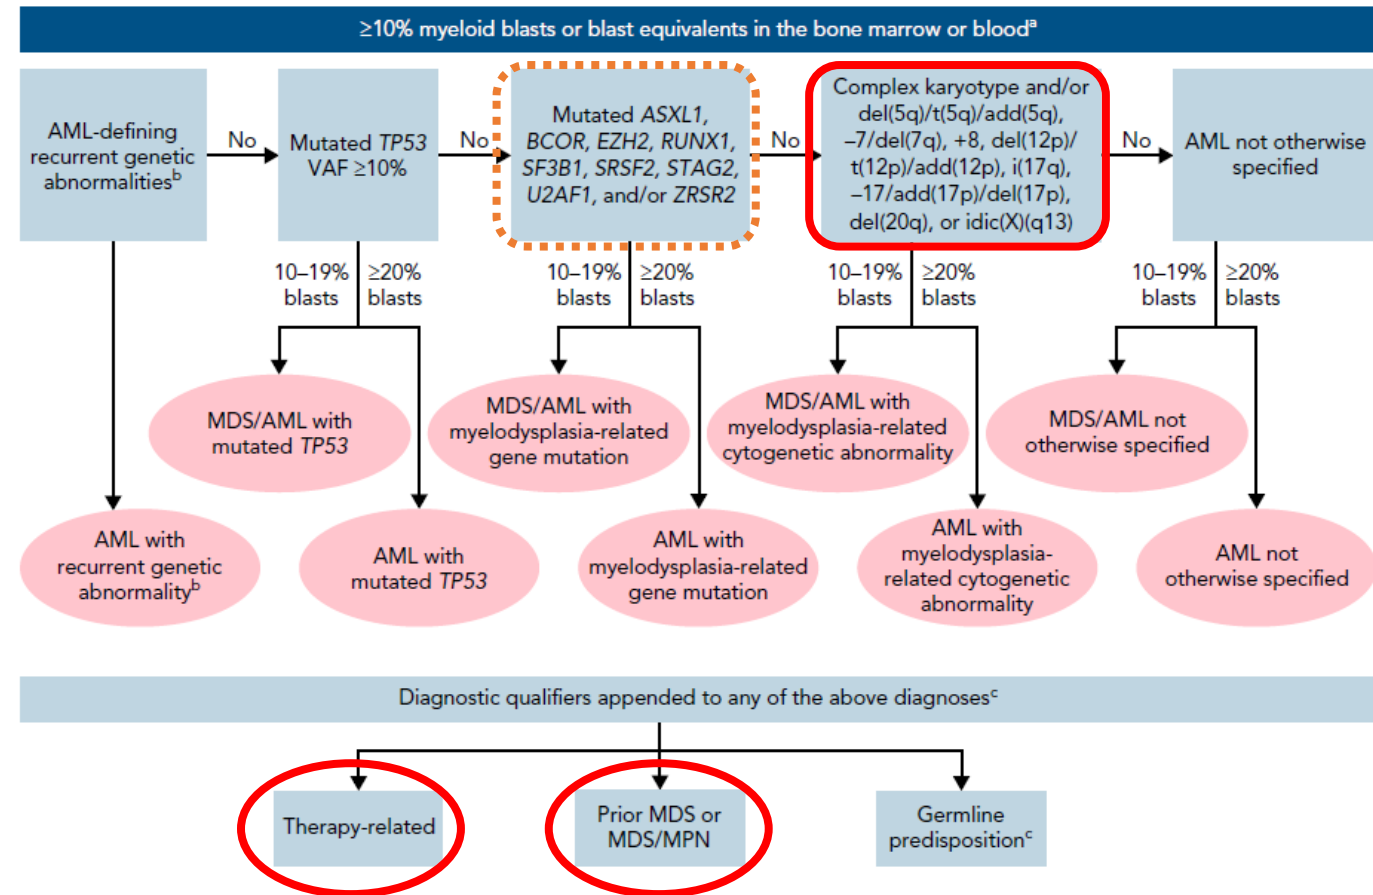 ≥10% myeloid blasts or blast equivalents in the bone marrow or bloodᵃ
AML-defining
recurrent genetic
abnormalitiesᵇ
No
Mutated TP53
VAF ≥10%
No
Mutated ASXL1,
BCOR, EZH2, RUNX1,
SF3B1, SRSF2, STAG2,
U2AF1, and/or ZRSR2
No
Complex karyotype and/or
del(5q)/t(5q)/add(5q),
–7/del(7q), +8, del(12p)/
t(12p)/add(12p), i(17q),
–17/add(17p)/del(17p),
del(20q), or idic(X)(q13)
No
AML not otherwise
specified
10–19%
blasts
≥20%
blasts
10–19%
blasts
≥20%
blasts
10–19%
blasts
≥20%
blasts
10–19%
blasts
≥20%
blasts
MDS/AML with
mutated TP53
MDS/AML with
myelodysplasia-related
gene mutation
MDS/AML with
myelodysplasia-related
cytogenetic abnormality
MDS/AML not
otherwise specified
AML with
recurrent genetic
abnormalityᵇ
AML with
mutated TP53
AML with
myelodysplasia-related
gene mutation
AML with
myelodysplasia-
related cytogenetic
abnormality
AML not
otherwise specified
Diagnostic qualifiers appended to any of the above diagnosesᶜ
Therapy-related
Prior MDS or
MDS/MPN
Germline
predispositionᶜ